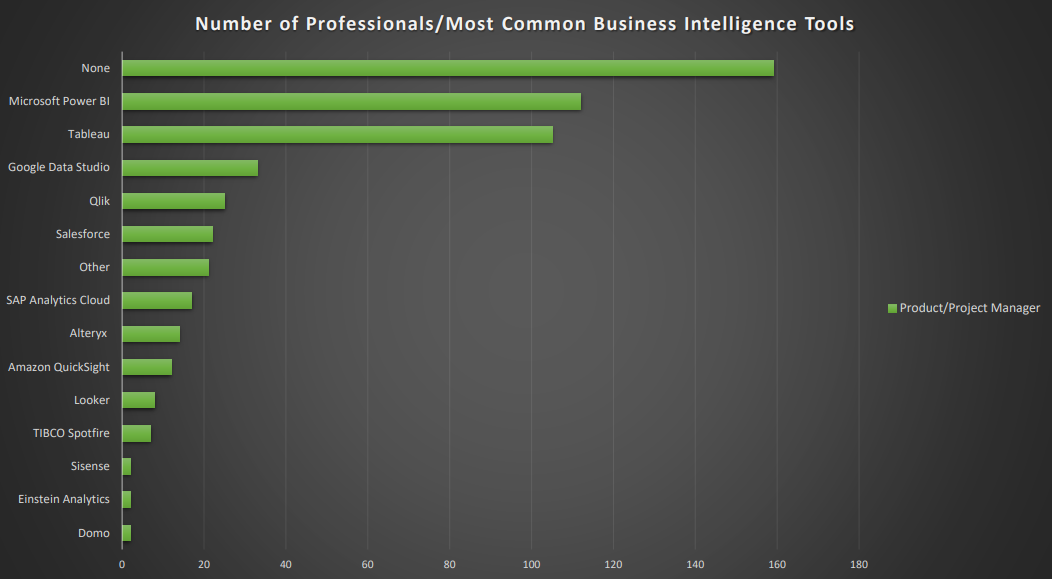 Number of Professionals/Most Common Business Intelligence Tools
None
Microsoft Power BI
Tableau
Google Data Studio
Qlik
Salesforce
Other
SAP Analytics Cloud
Alteryx
Amazon QuickSight
Looker
TIBCO Spotfire
Sisense
Einstein Analytics
Domo
0 20 40 60 80 100 120 140 160 180
Product/Project Manager